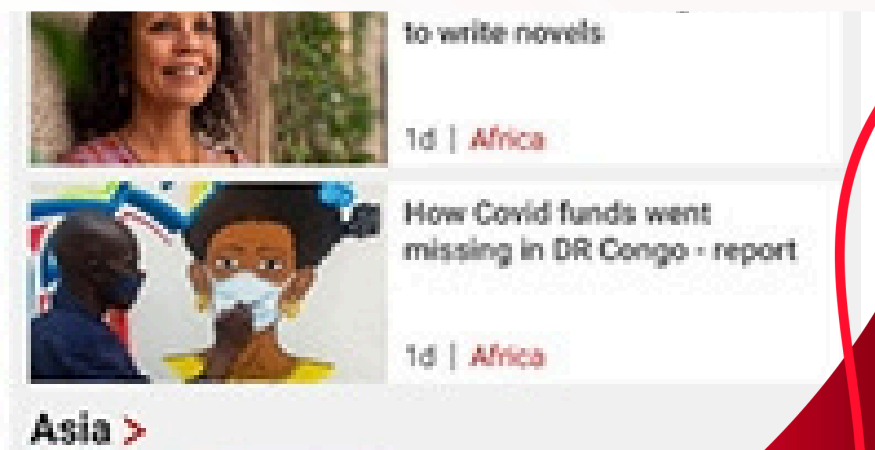 to write novels
1d | Africa
How Covid funds went
missing in DR Congo - report
1d | Africa
Asia >